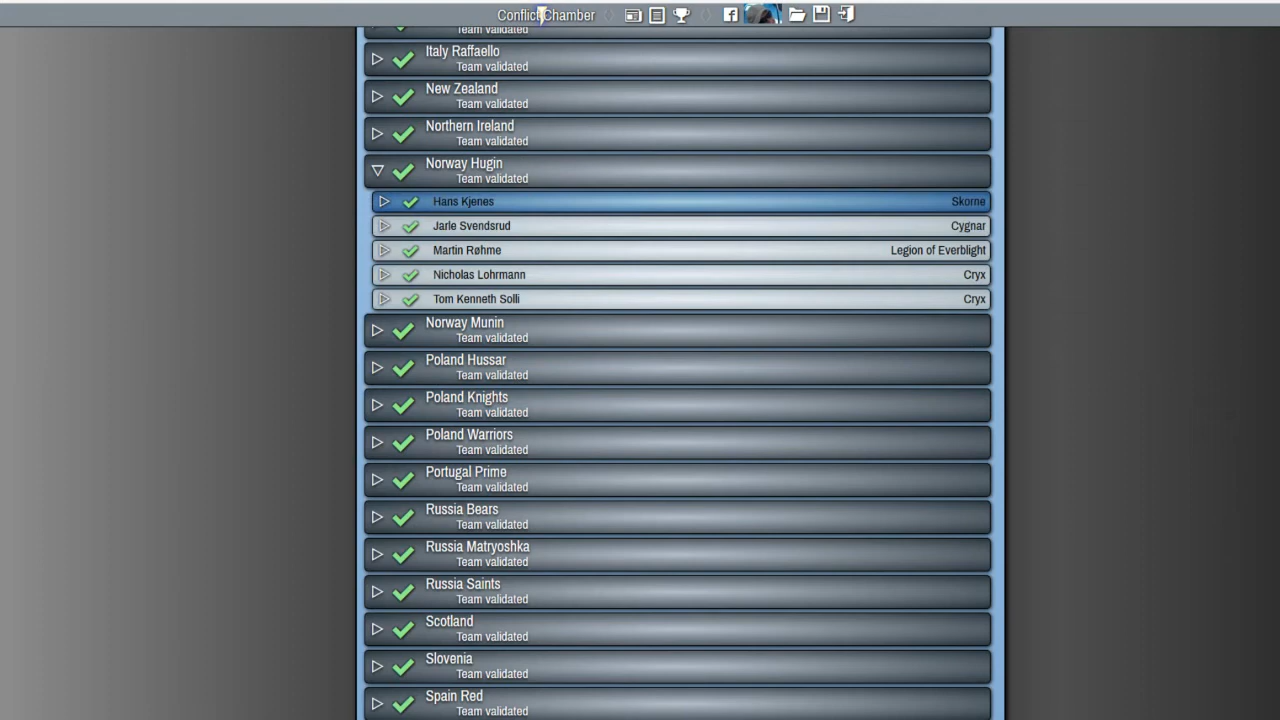 Conflict Chamber
Team validated
Italy Raffaello
Team validated
New Zealand
Team validated
Northern Ireland
Team validated
Norway Hugin
Team validated
Hans Kjenes Skorne
Jarle Svendsrud Cygnar
Martin Røhme Legion of Everblight
Nicholas Lohrmann Cryx
Tom Kenneth Solli Cryx
Norway Munin
Team validated
Poland Hussar
Team validated
Poland Knights
Team validated
Poland Warriors
Team validated
Portugal Prime
Team validated
Russia Bears
Team validated
Russia Matryoshka
Team validated
Russia Saints
Team validated
Scotland
Team validated
Slovenia
Team validated
Spain Red
Team validated